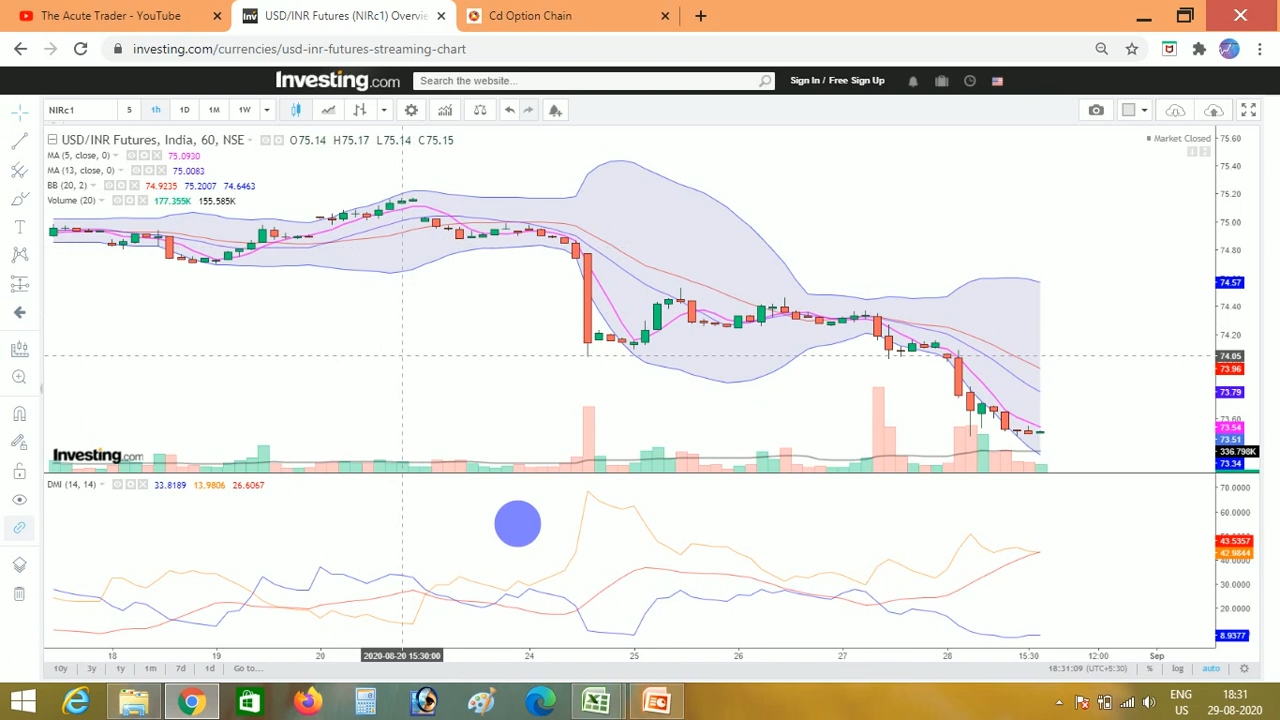 The Acute Trader - YouTube
USD/INR Futures (NIRc1) Overvie
Cd Option Chain
investing.com/currencies/usd-inr-futures-streaming-chart
Investing.com
Search the website...
Sign In / Free Sign Up
NIRc1 5 1h 1D 1M 1W
USD/INR Futures, India, 60, NSE O75.14 H75.17 L75.14 C75.15
Market Closed
MA (5, close, 0) 75.0930
MA (13, close, 0) 75.0083
BB (20, 2) 74.9235 75.2007 74.6463
Volume (20) 177.355K 155.585K
75.60
75.40
75.20
75.00
74.80
74.57
74.40
74.20
74.05
73.96
73.79
73.60
73.54
73.51
336.798K
73.34
Investing.com
DMI (14, 14) 33.8189 13.9806 26.6067
70.0000
60.0000
43.5357
42.9844
40.0000
30.0000
20.0000
8.9377
18 19 20 2020-08-20 15:30:00 24 25 26 27 28 15:30 12:00 Sep
10y 3y 1y 1m 7d 1d Go to... 18:31:09 (UTC+5:30) % log auto
ENG
US
18:31
29-08-2020